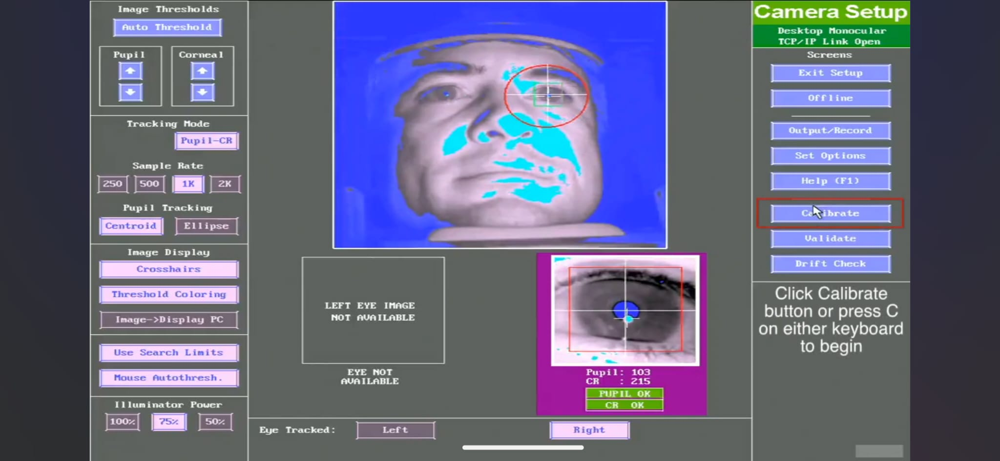 Image Thresholds
Auto Threshold
Pupil
Corneal
Tracking Mode
Pupil-CR
Sample Rate
250
500
1K
2K
Pupil Tracking
Centroid
Ellipse
Image Display
Crosshairs
Threshold Coloring
Image->Display PC
Use Search Limits
Mouse Autothresh.
Illuminator Power
100%
75%
50%
LEFT EYE IMAGE
NOT AVAILABLE
EYE NOT
AVAILABLE
Pupil: 103
CR : 215
PUPIL OK
CR OK
Eye Tracked:
Left
Right
Camera Setup
Desktop Monocular
TCP/IP Link Open
Screens
Exit Setup
Offline
Output/Record
Set Options
Help (F1)
Calibrate
Validate
Drift Check
Click Calibrate
button or press C
on either keyboard
to begin